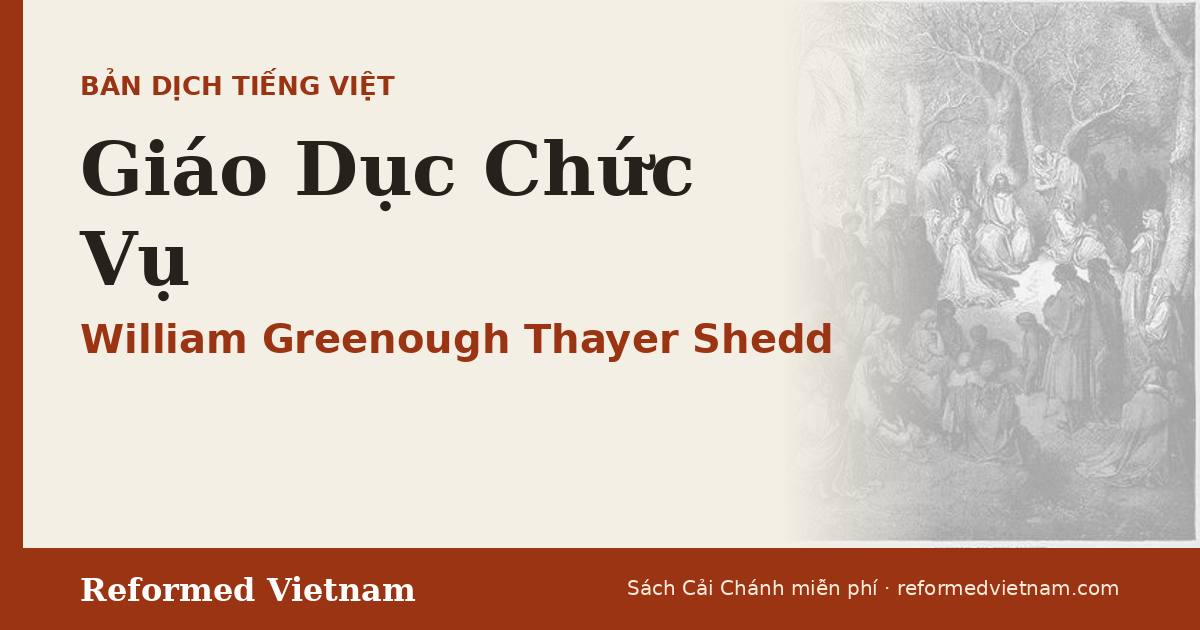 BẢN DỊCH TIẾNG VIỆT
Giáo Dục Chức
Vụ
William Greenough Thayer Shedd
Reformed Vietnam
Sách Cải Chánh miễn phí · reformedvietnam.com